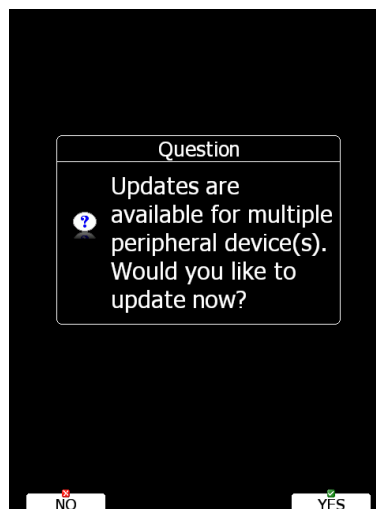 Question
?
Updates are
available for multiple
peripheral device(s).
Would you like to
update now?
NO
YES